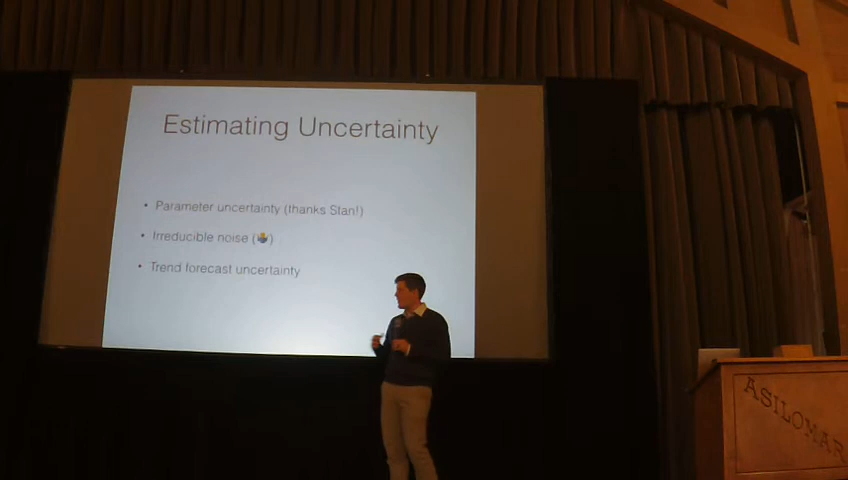 Estimating Uncertainty
• Parameter uncertainty (thanks Stan!)
• Irreducible noise (🤷)
• Trend forecast uncertainty
ASILOMAR